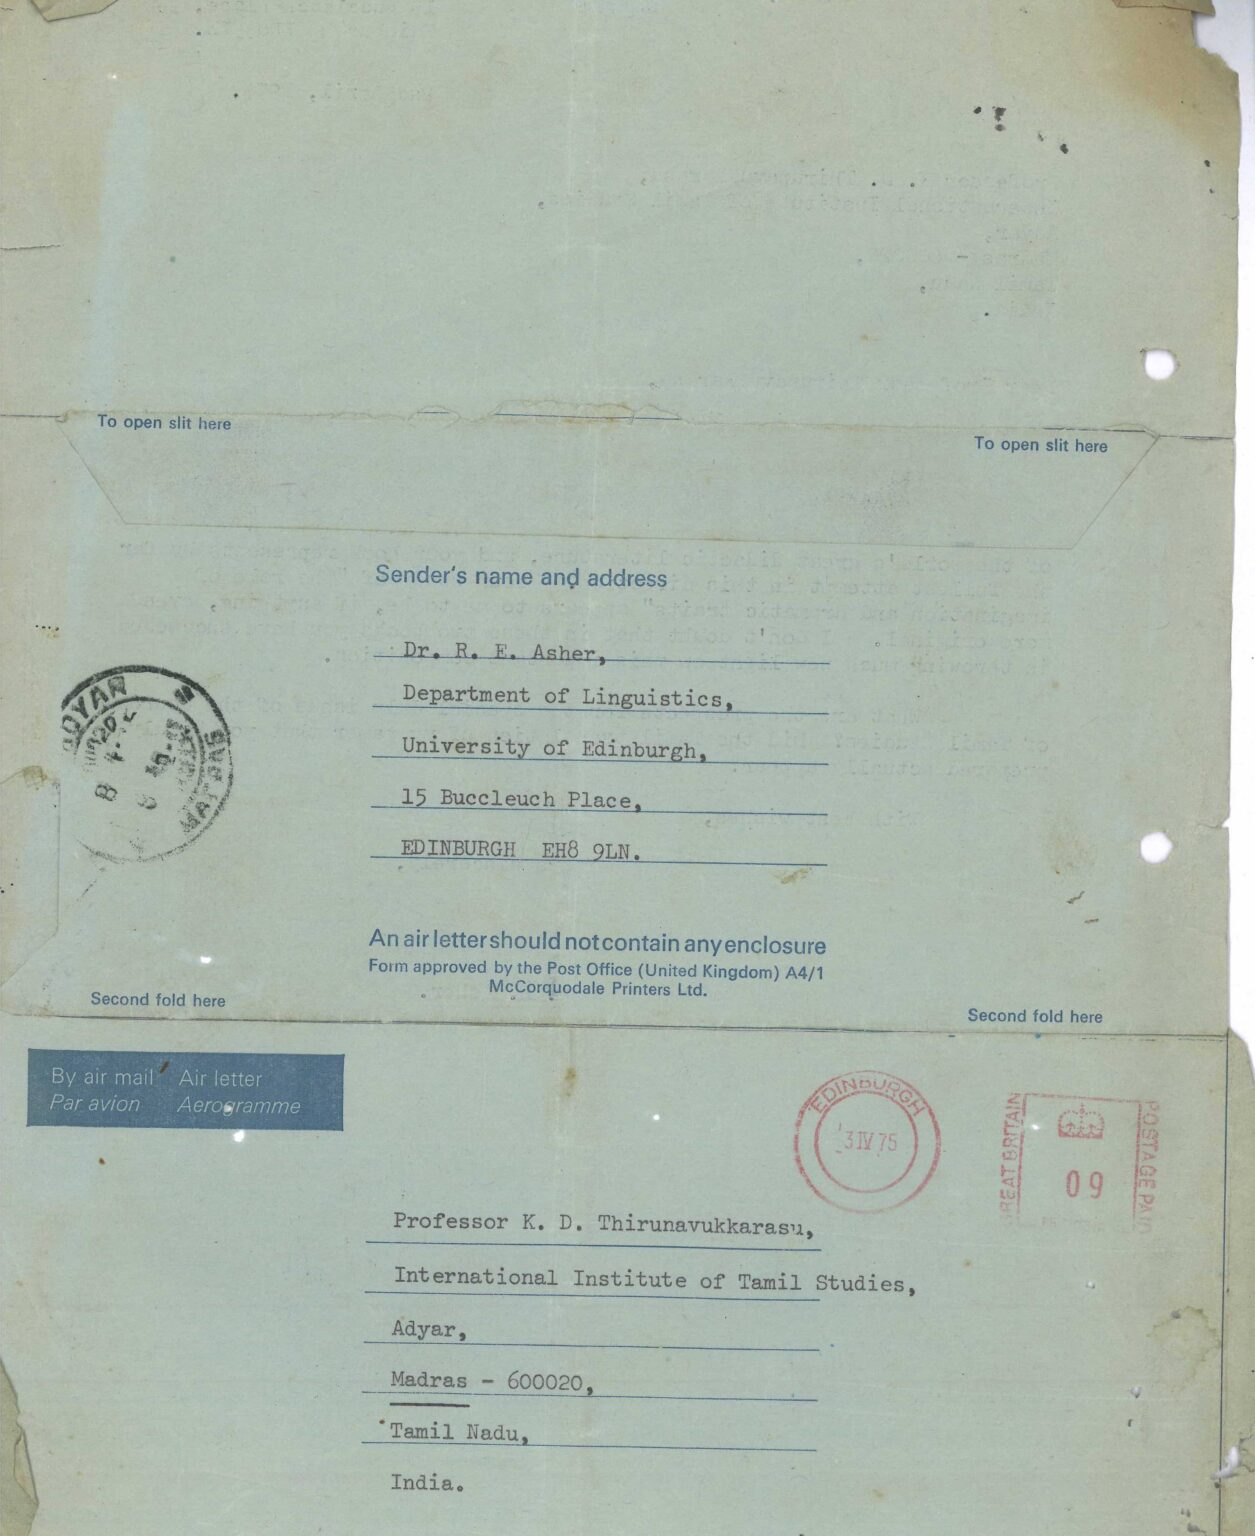 To open slit here
To open slit here
Sender's name and address
Dr. R. E. Asher,
Department of Linguistics,
University of Edinburgh,
15 Buccleuch Place,
EDINBURGH EH8 9LN.
An air letter should not contain any enclosure
Form approved by the Post Office (United Kingdom) A4/1
McCorquodale Printers Ltd.
Second fold here
Second fold here
By air mail Air letter
Par avion Aerogramme
EDINBURGH
3 IV 75
GREAT BRITAIN
09
POSTAGE PAID
Professor K. D. Thirunavukkarasu,
International Institute of Tamil Studies,
Adyar,
Madras - 600020,
Tamil Nadu,
India.